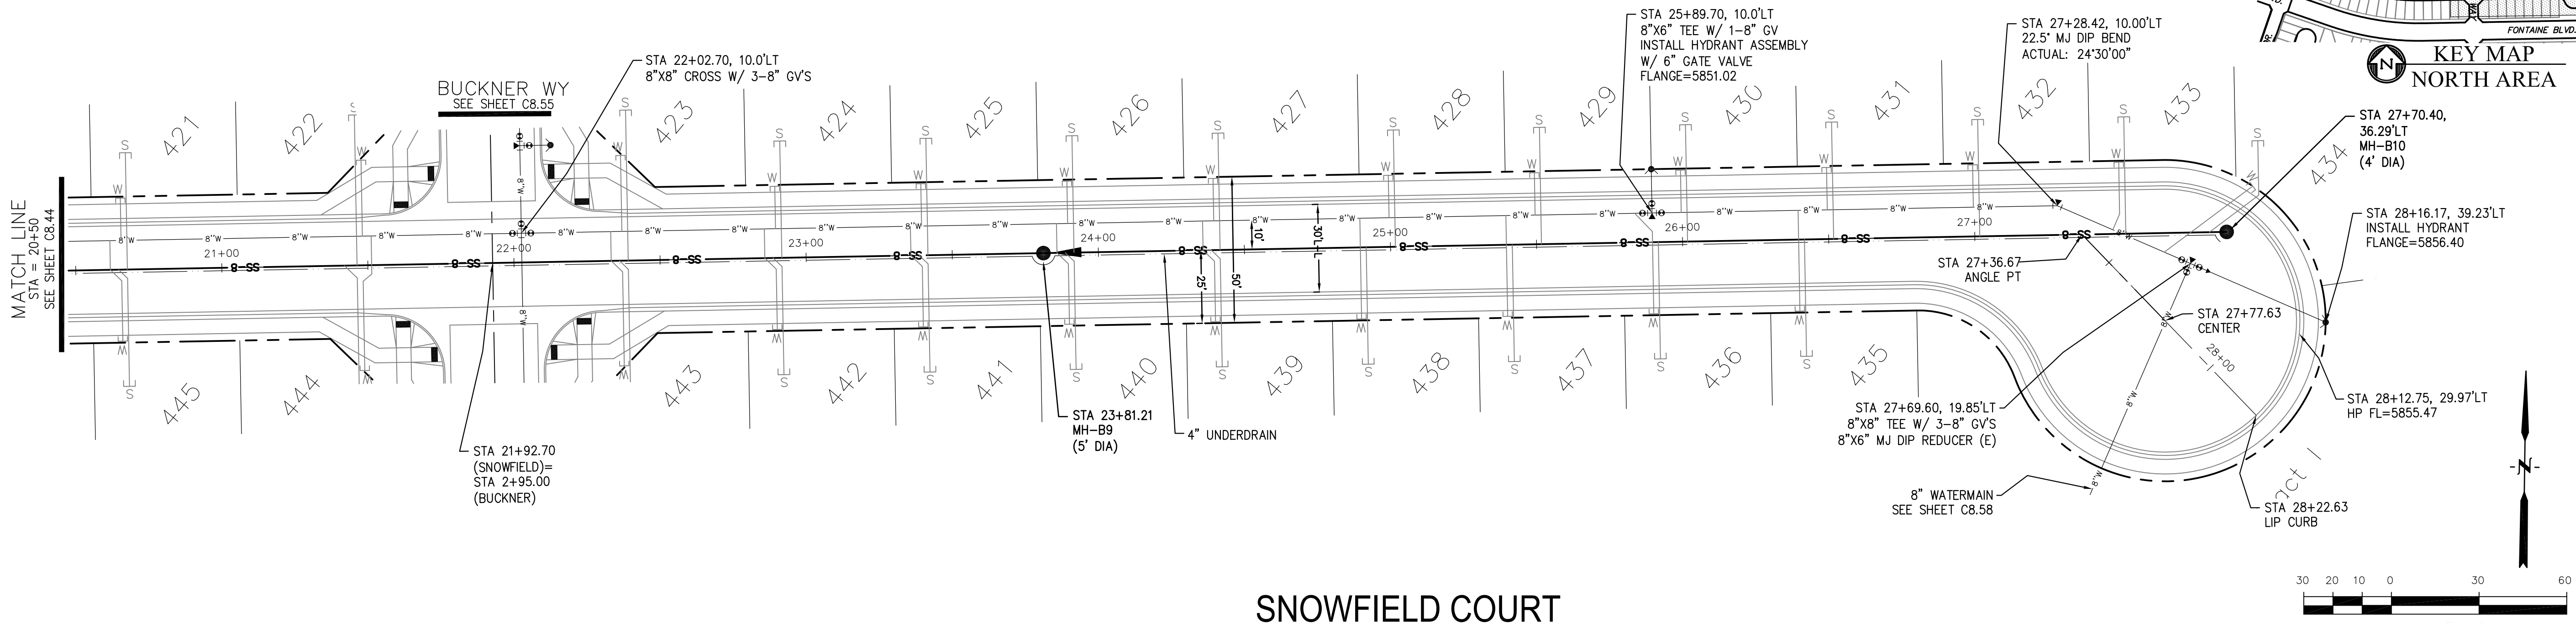 FONTAINE BLVD.
WAY
N
KEY MAP
NORTH AREA
MATCH LINE
STA = 20+50
SEE SHEET C8.44
BUCKNER WY
SEE SHEET C8.55
STA 22+02.70, 10.0'LT
8"X8" CROSS W/ 3-8" GV'S
STA 25+89.70, 10.0'LT
8"X6" TEE W/ 1-8" GV
INSTALL HYDRANT ASSEMBLY
W/ 6" GATE VALVE
FLANGE=5851.02
STA 27+28.42, 10.00'LT
22.5° MJ DIP BEND
ACTUAL: 24°30'00"
STA 27+70.40,
36.29'LT
MH-B10
(4' DIA)
421
422
423
424
425
426
427
428
429
430
431
432
433
434
STA 28+16.17, 39.23'LT
INSTALL HYDRANT
FLANGE=5856.40
8"W
21+00
22+00
23+00
24+00
25+00
26+00
27+00
28+00
SS-8
10'
30'L-L
25'
50'
STA 27+36.67
ANGLE PT
STA 27+77.63
CENTER
445
444
443
442
441
440
439
438
437
436
435
STA 21+92.70
(SNOWFIELD)=
STA 2+95.00
(BUCKNER)
STA 23+81.21
MH-B9
(5' DIA)
4" UNDERDRAIN
STA 27+69.60, 19.85'LT
8"X8" TEE W/ 3-8" GV'S
8"X6" MJ DIP REDUCER (E)
STA 28+12.75, 29.97'LT
HP FL=5855.47
8" WATERMAIN
SEE SHEET C8.58
STA 28+22.63
LIP CURB
act I
N
30 20 10 0 30 60
SNOWFIELD COURT